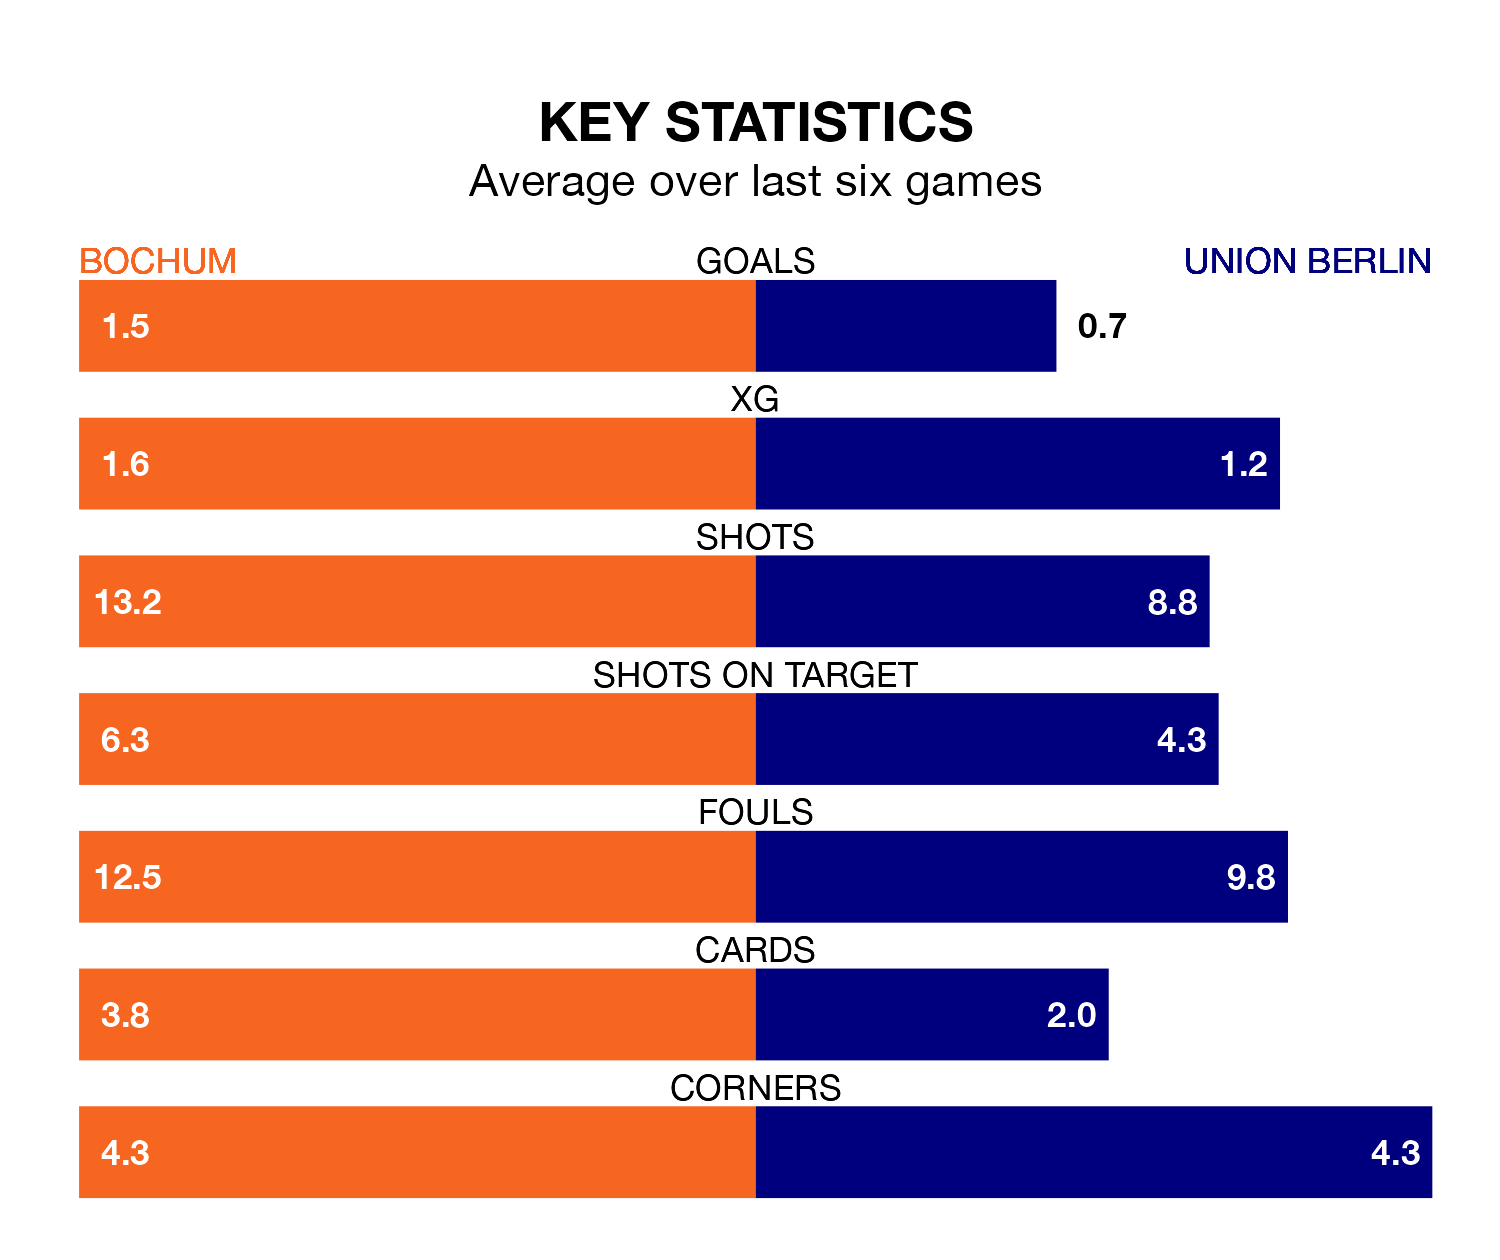 KEY STATISTICS
Average over last six games
BOCHUM GOALS UNION BERLIN
1.5 0.7
XG
1.6 1.2
SHOTS
13.2 8.8
SHOTS ON TARGET
6.3 4.3
FOULS
12.5 9.8
CARDS
3.8 2.0
CORNERS
4.3 4.3